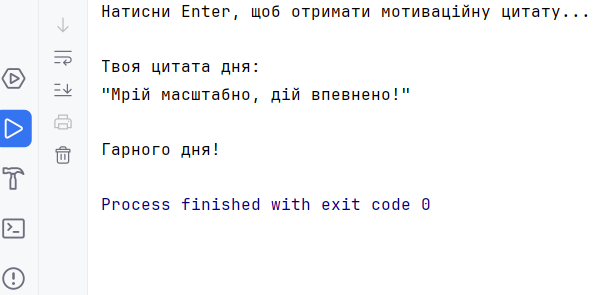 Натисни Enter, щоб отримати мотиваційну цитату...
Твоя цитата дня:
"Мрій масштабно, дій впевнено!"
Гарного дня!
Process finished with exit code 0